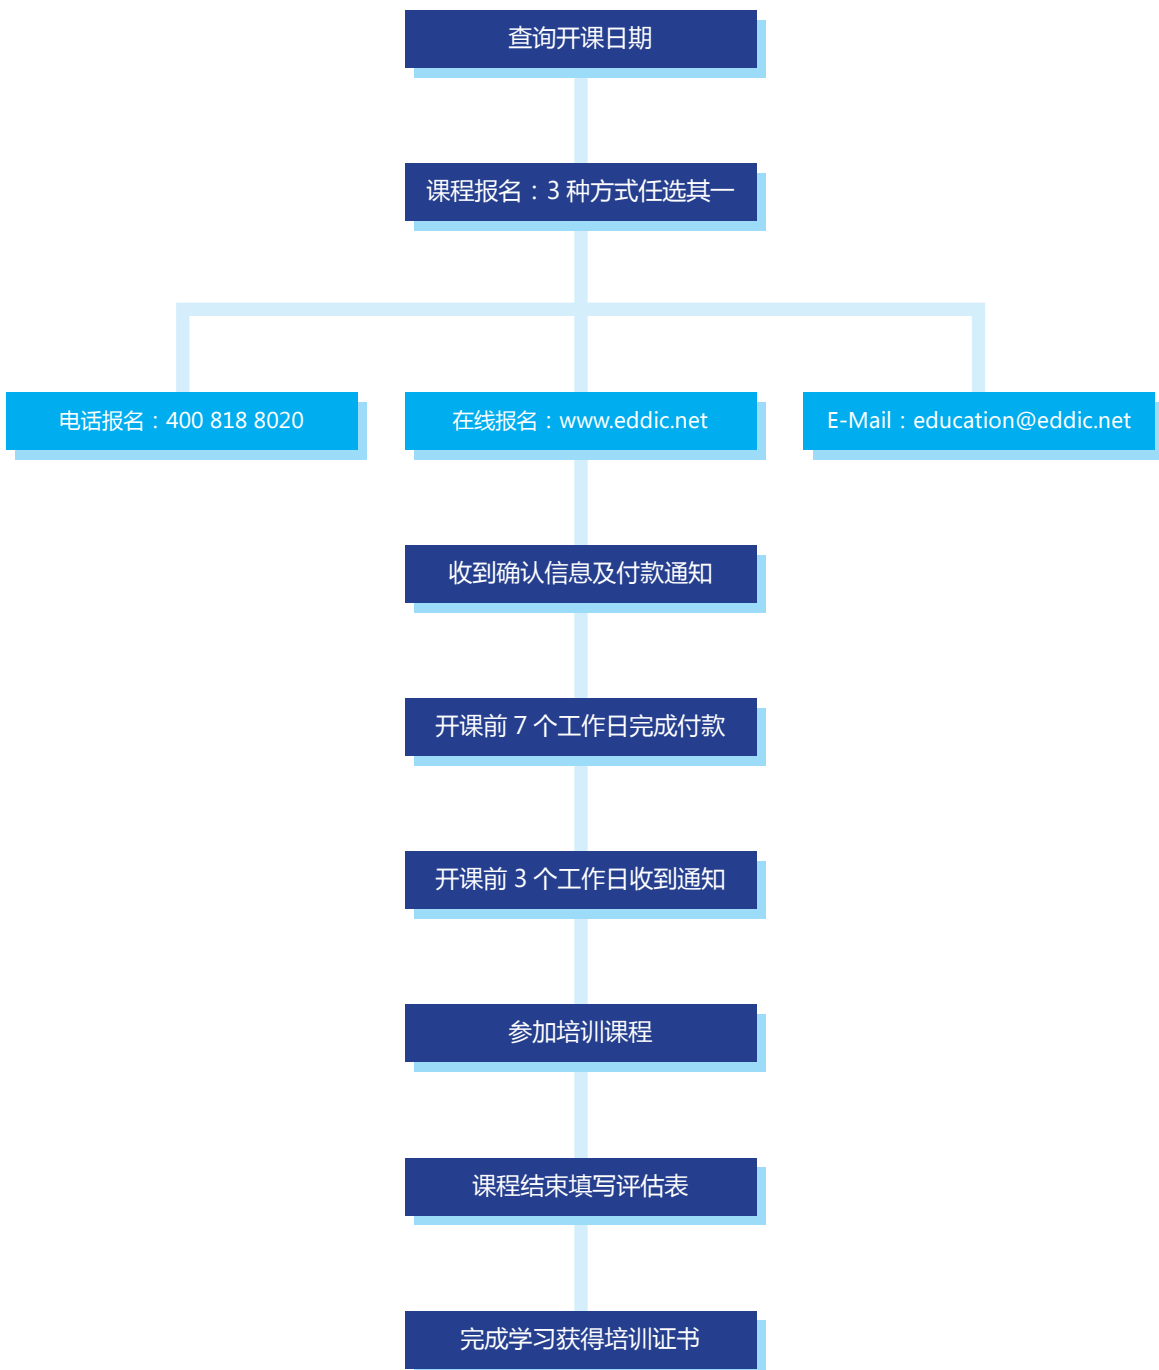 查询开课日期
课程报名：3 种方式任选其一
电话报名：400 818 8020
在线报名：www.eddic.net
E-Mail：education@eddic.net
收到确认信息及付款通知
开课前 7 个工作日完成付款
开课前 3 个工作日收到通知
参加培训课程
课程结束填写评估表
完成学习获得培训证书